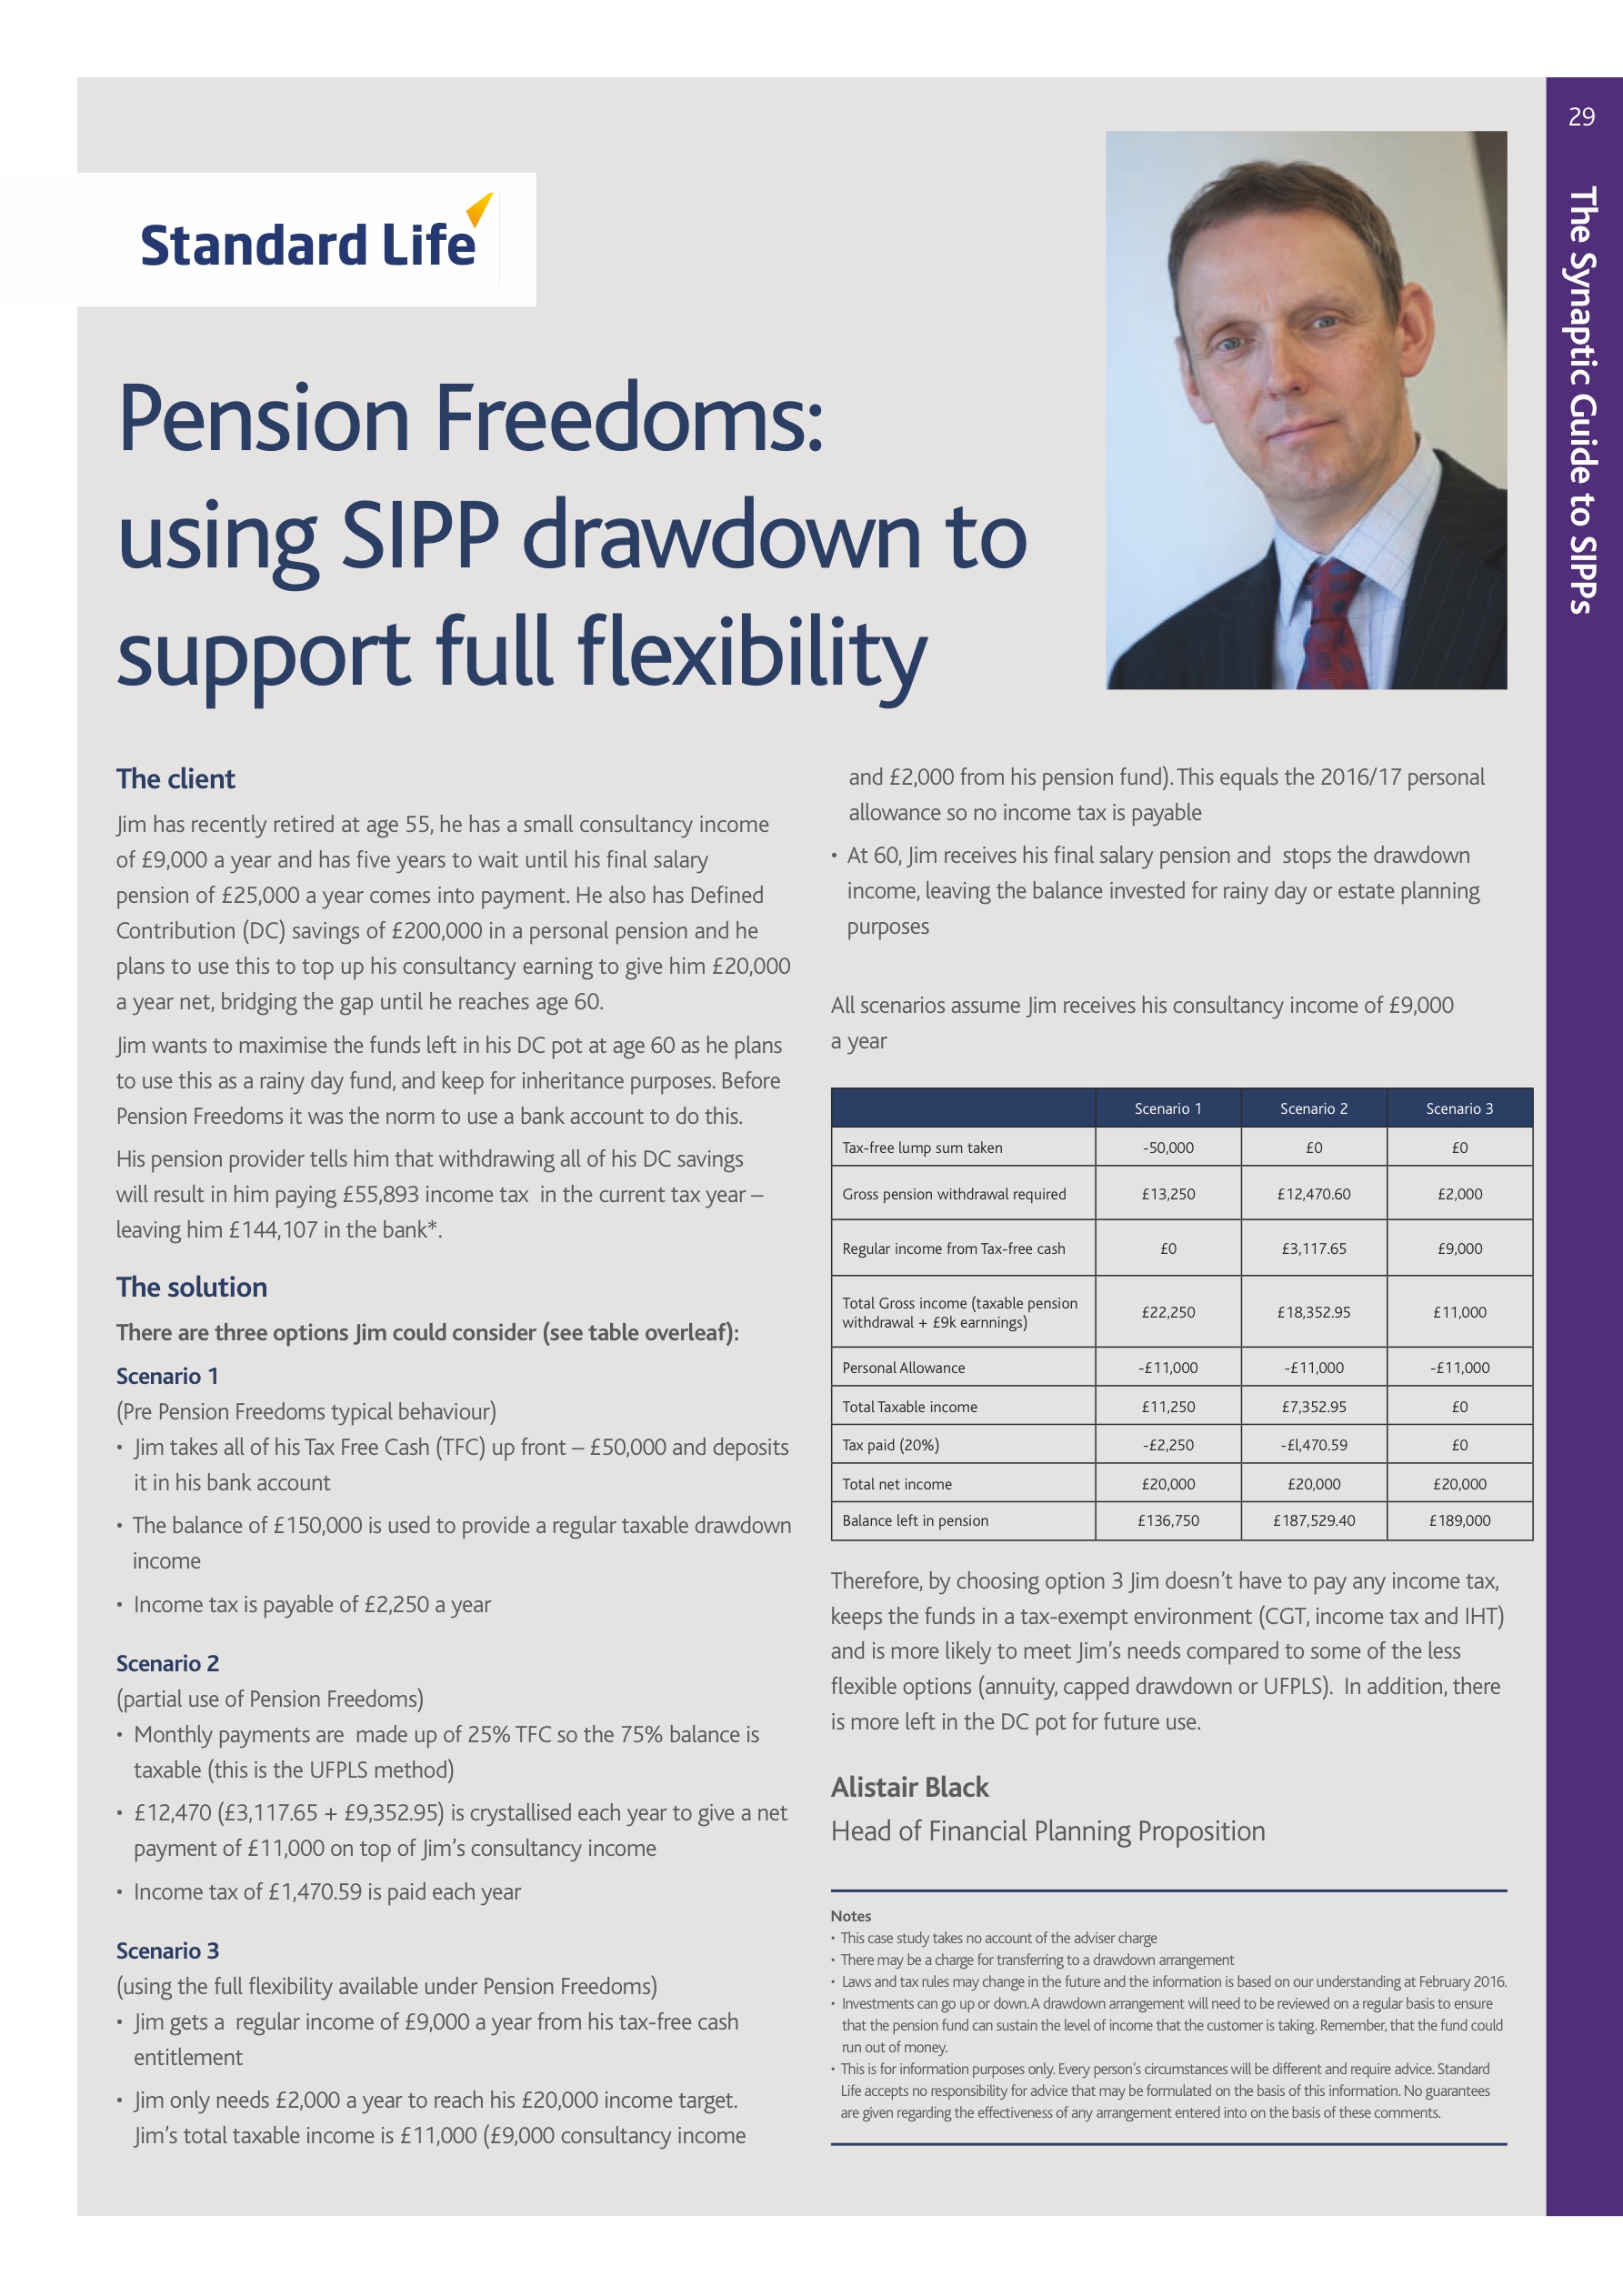 29
The Synaptic Guide to SIPPs
Standard Life
Pension Freedoms:
using SIPP drawdown to
support full flexibility
The client
Jim has recently retired at age 55, he has a small consultancy income
of £9,000 a year and has five years to wait until his final salary
pension of £25,000 a year comes into payment. He also has Defined
Contribution (DC) savings of £200,000 in a personal pension and he
plans to use this to top up his consultancy earning to give him £20,000
a year net, bridging the gap until he reaches age 60.
Jim wants to maximise the funds left in his DC pot at age 60 as he plans
to use this as a rainy day fund, and keep for inheritance purposes. Before
Pension Freedoms it was the norm to use a bank account to do this.
His pension provider tells him that withdrawing all of his DC savings
will result in him paying £55,893 income tax in the current tax year –
leaving him £144,107 in the bank*.
The solution
There are three options Jim could consider (see table overleaf):
Scenario 1
(Pre Pension Freedoms typical behaviour)
• Jim takes all of his Tax Free Cash (TFC) up front – £50,000 and deposits
it in his bank account
• The balance of £150,000 is used to provide a regular taxable drawdown
income
• Income tax is payable of £2,250 a year
Scenario 2
(partial use of Pension Freedoms)
• Monthly payments are made up of 25% TFC so the 75% balance is
taxable (this is the UFPLS method)
• £12,470 (£3,117.65 + £9,352.95) is crystallised each year to give a net
payment of £11,000 on top of Jim's consultancy income
• Income tax of £1,470.59 is paid each year
Scenario 3
(using the full flexibility available under Pension Freedoms)
• Jim gets a regular income of £9,000 a year from his tax-free cash
entitlement
• Jim only needs £2,000 a year to reach his £20,000 income target.
Jim's total taxable income is £11,000 (£9,000 consultancy income
and £2,000 from his pension fund). This equals the 2016/17 personal
allowance so no income tax is payable
• At 60, Jim receives his final salary pension and stops the drawdown
income, leaving the balance invested for rainy day or estate planning
purposes
All scenarios assume Jim receives his consultancy income of £9,000
a year
Scenario 1 Scenario 2 Scenario 3
Tax-free lump sum taken -50,000 £0 £0
Gross pension withdrawal required £13,250 £12,470.60 £2,000
Regular income from Tax-free cash £0 £3,117.65 £9,000
Total Gross income (taxable pension
withdrawal + £9k earnnings) £22,250 £18,352.95 £11,000
Personal Allowance -£11,000 -£11,000 -£11,000
Total Taxable income £11,250 £7,352.95 £0
Tax paid (20%) -£2,250 -£l,470.59 £0
Total net income £20,000 £20,000 £20,000
Balance left in pension £136,750 £187,529.40 £189,000
Therefore, by choosing option 3 Jim doesn't have to pay any income tax,
keeps the funds in a tax-exempt environment (CGT, income tax and IHT)
and is more likely to meet Jim's needs compared to some of the less
flexible options (annuity, capped drawdown or UFPLS). In addition, there
is more left in the DC pot for future use.
Alistair Black
Head of Financial Planning Proposition
Notes
• This case study takes no account of the adviser charge
• There may be a charge for transferring to a drawdown arrangement
• Laws and tax rules may change in the future and the information is based on our understanding at February 2016.
• Investments can go up or down. A drawdown arrangement will need to be reviewed on a regular basis to ensure
that the pension fund can sustain the level of income that the customer is taking. Remember, that the fund could
run out of money.
• This is for information purposes only. Every person's circumstances will be different and require advice. Standard
Life accepts no responsibility for advice that may be formulated on the basis of this information. No guarantees
are given regarding the effectiveness of any arrangement entered into on the basis of these comments.